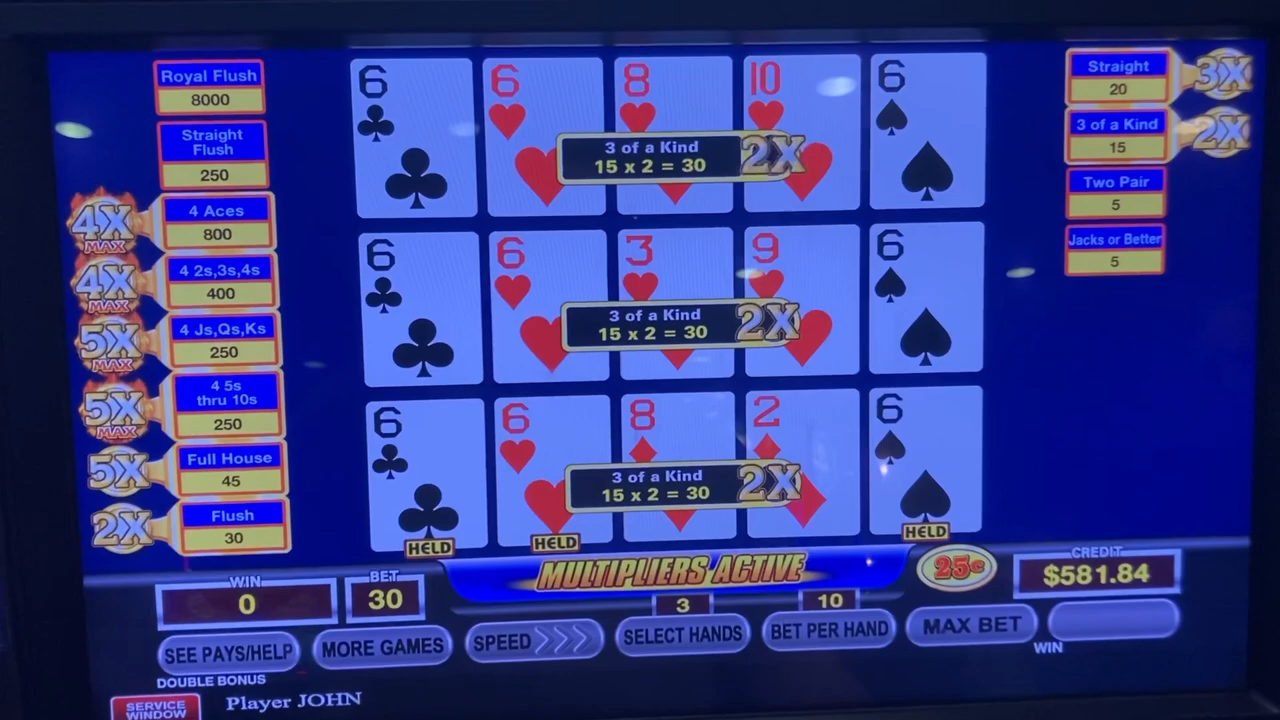 Royal Flush
8000
Straight
Flush
250
4X
MAX
4 Aces
800
4X
MAX
4 2s,3s,4s
400
5X
MAX
4 Js,Qs,Ks
250
5X
MAX
4 5s
thru 10s
250
5X
Full House
45
2X
Flush
30
6 6 8 10 6
3 of a Kind
15 x 2 = 30
2X
6 6 3 9 6
3 of a Kind
15 x 2 = 30
2X
6 6 8 2 6
3 of a Kind
15 x 2 = 30
2X
HELD HELD HELD
Straight
20
3X
3 of a Kind
15
2X
Two Pair
5
Jacks or Better
5
MULTIPLIERS ACTIVE
25¢
WIN
0
BET
30
3
10
CREDIT
$581.84
SEE PAYS/HELP
MORE GAMES
SPEED
SELECT HANDS
BET PER HAND
MAX BET
WIN
DOUBLE BONUS
SERVICE
WINDOW
Player JOHN